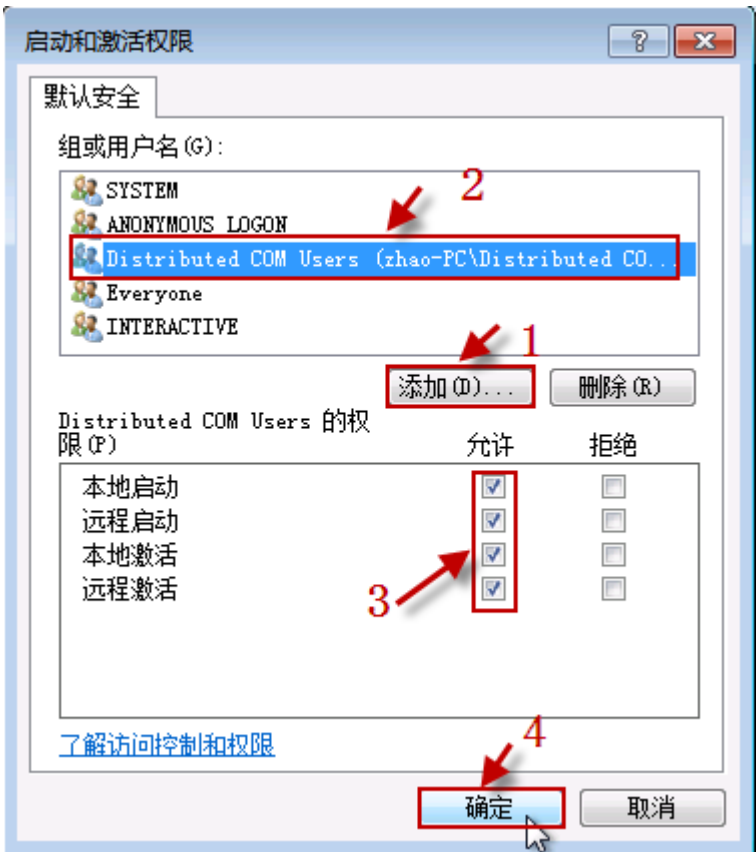 启动和激活权限
?
默认安全
组或用户名(G):
SYSTEM
2
ANONYMOUS LOGON
Distributed COM Users (zhao-PC\Distributed CO...
Everyone
INTERACTIVE
1
添加(D)... 删除(R)
Distributed COM Users 的权
限(P) 允许 拒绝
本地启动
远程启动
本地激活
远程激活
3
了解访问控制和权限
4
确定 取消